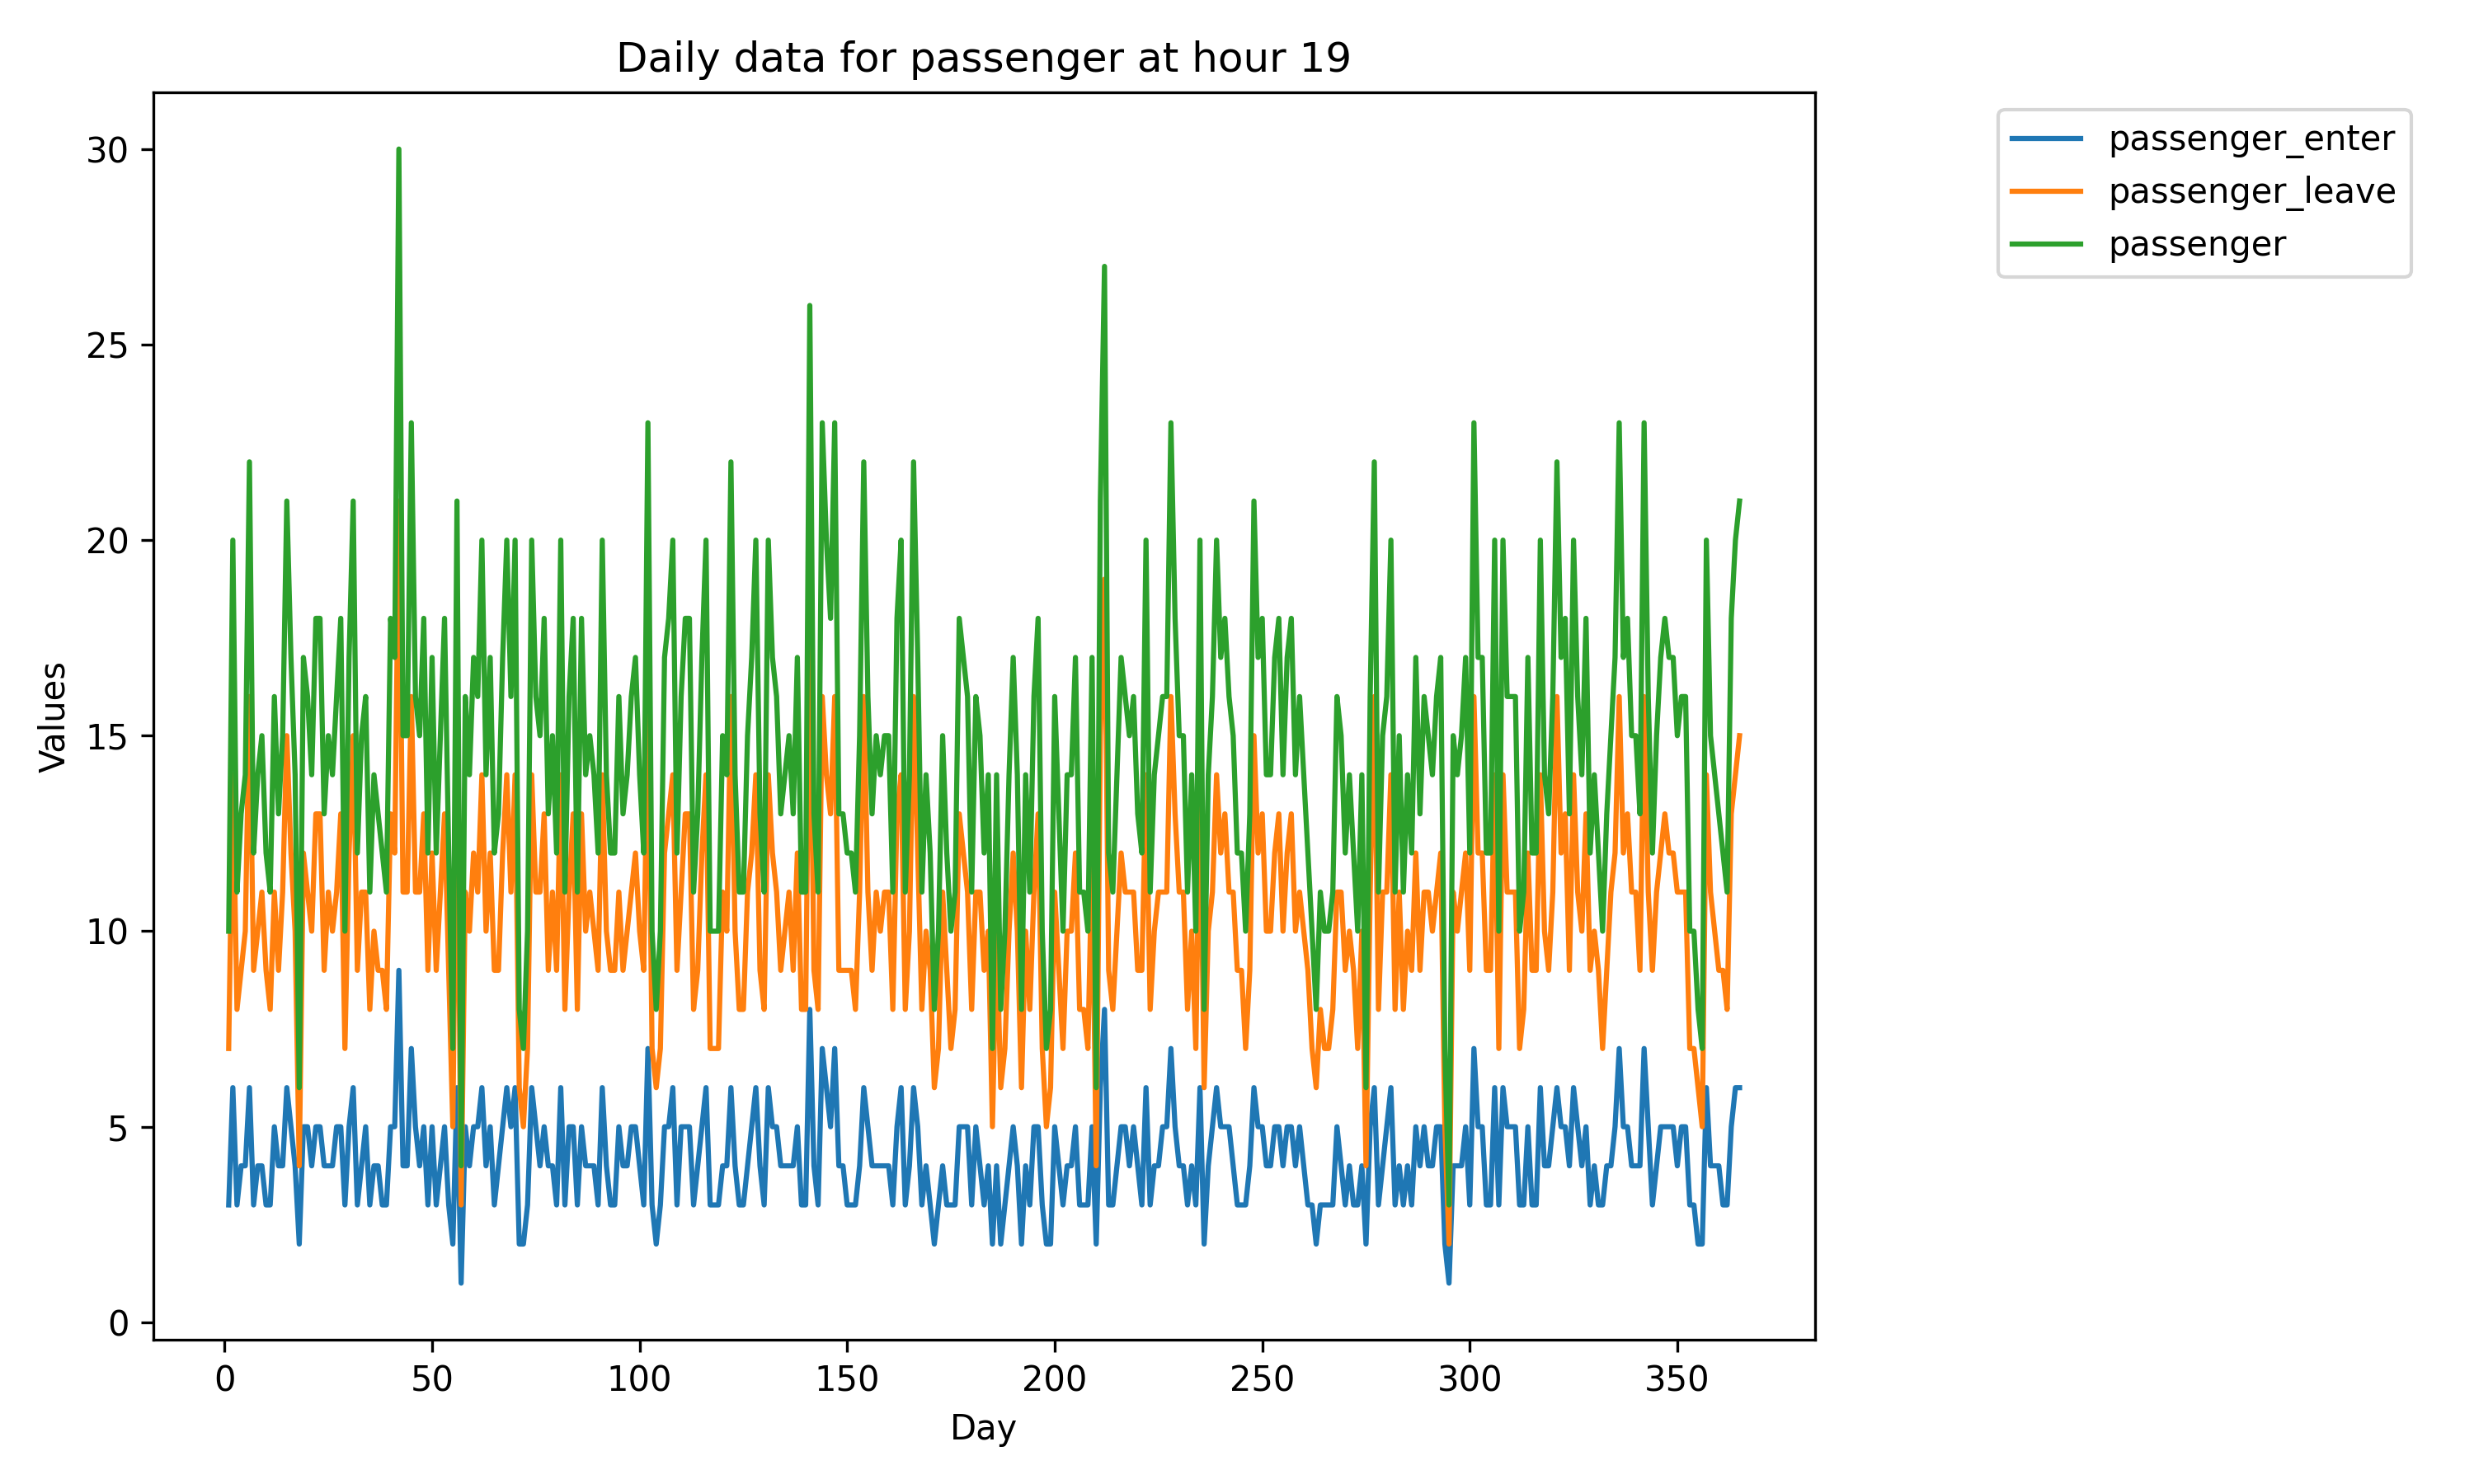 Daily data for passenger at hour 19
passenger_enter
passenger_leave
passenger
30
25
20
15
10
5
0
Values
0 50 100 150 200 250 300 350
Day